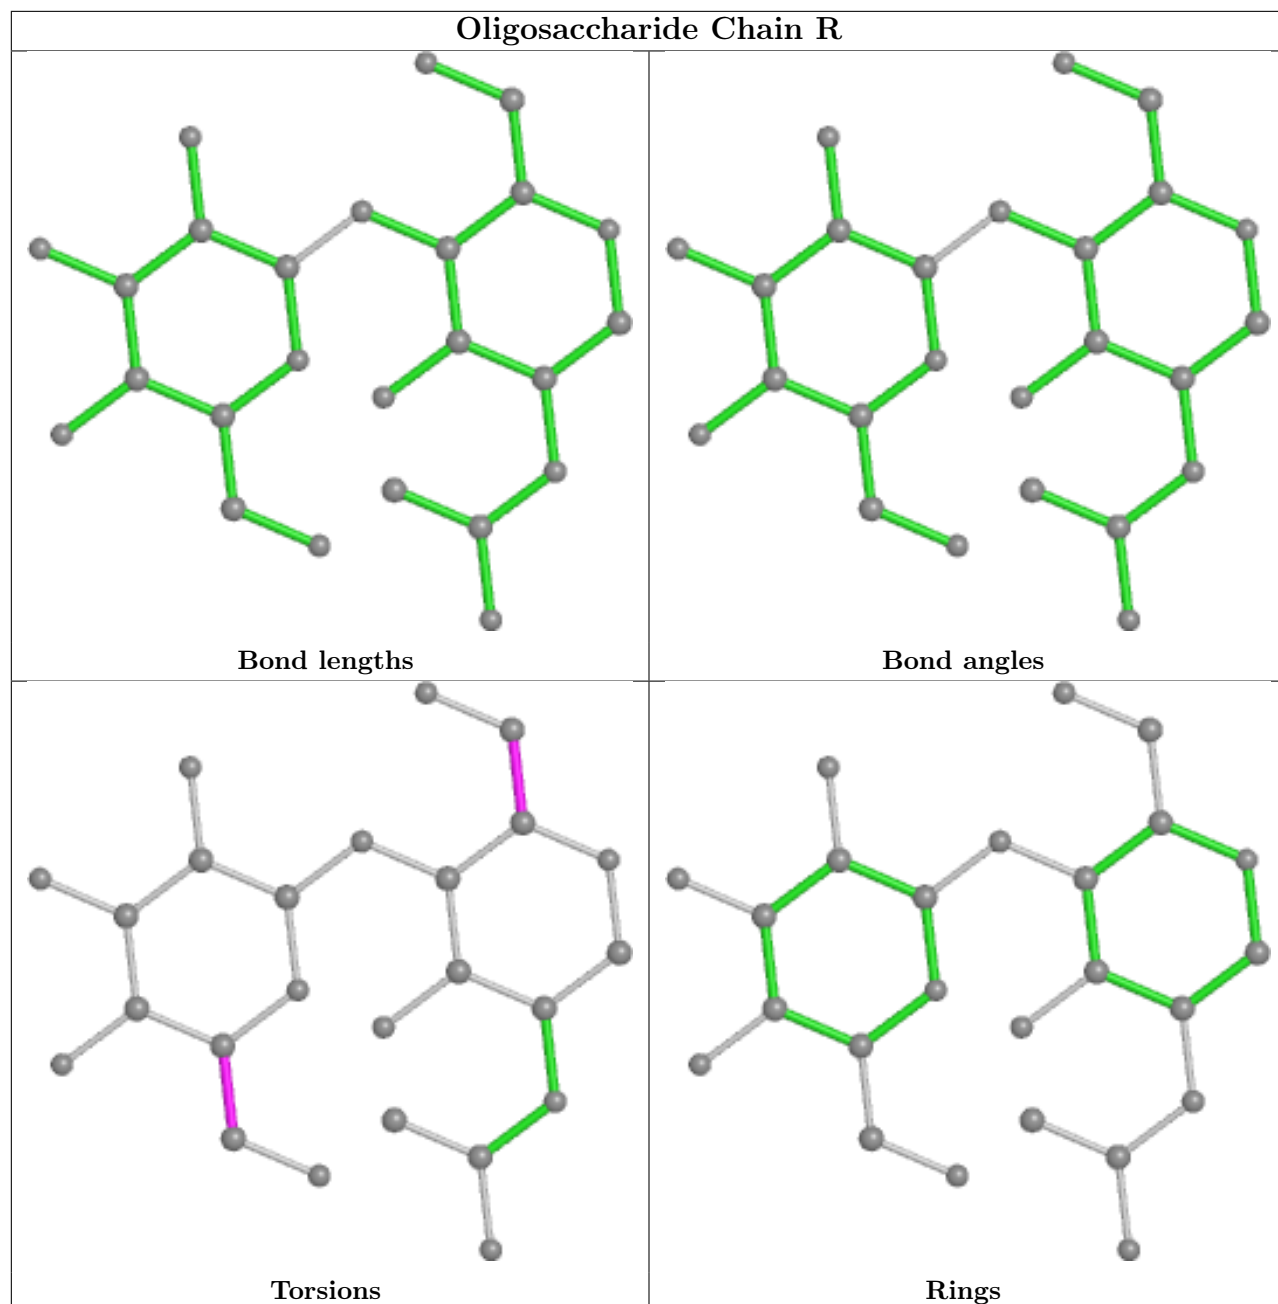 Oligosaccharide Chain R
Bond lengths
Bond angles
Torsions
Rings